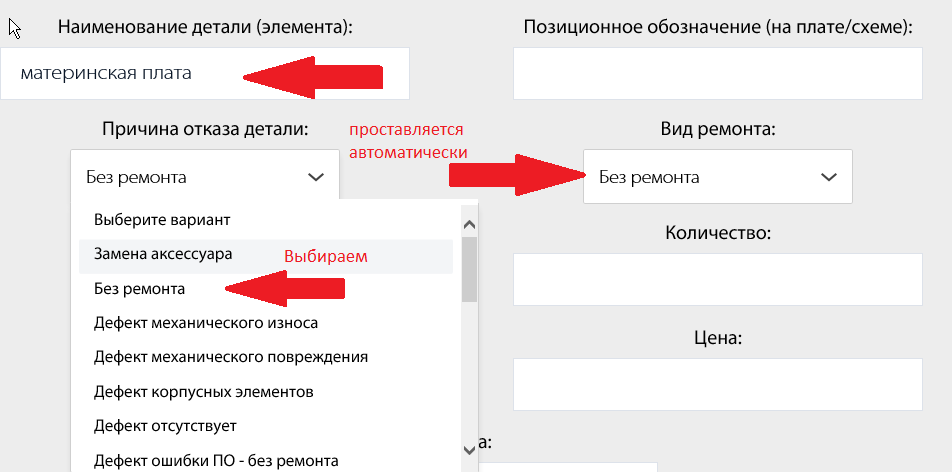 Наименование детали (элемента):
Позиционное обозначение (на плате/схеме):
материнская плата
Причина отказа детали:
проставляется
автоматически
Вид ремонта:
Без ремонта
Без ремонта
Выберите вариант
Количество:
Замена аксессуара
Выбираем
Без ремонта
Дефект механического износа
Цена:
Дефект механического повреждения
Дефект корпусных элементов
Дефект отсутствует
а:
Дефект ошибки ПО - без ремонта